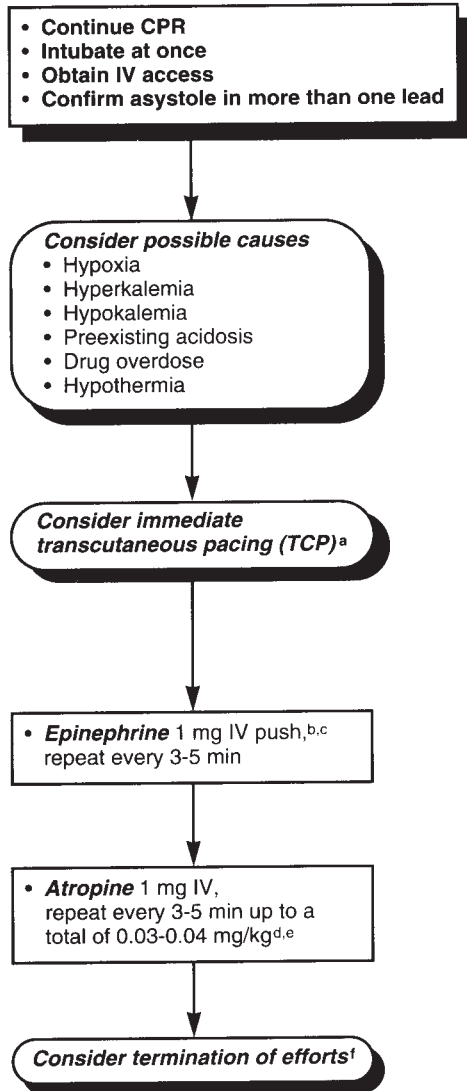 • Continue CPR
• Intubate at once
• Obtain IV access
• Confirm asystole in more than one lead
Consider possible causes
• Hypoxia
• Hyperkalemia
• Hypokalemia
• Preexisting acidosis
• Drug overdose
• Hypothermia
Consider immediate
transcutaneous pacing (TCP)a
• Epinephrine 1 mg IV push,b,c
repeat every 3-5 min
• Atropine 1 mg IV,
repeat every 3-5 min up to a
total of 0.03-0.04 mg/kgd,e
Consider termination of effortsf